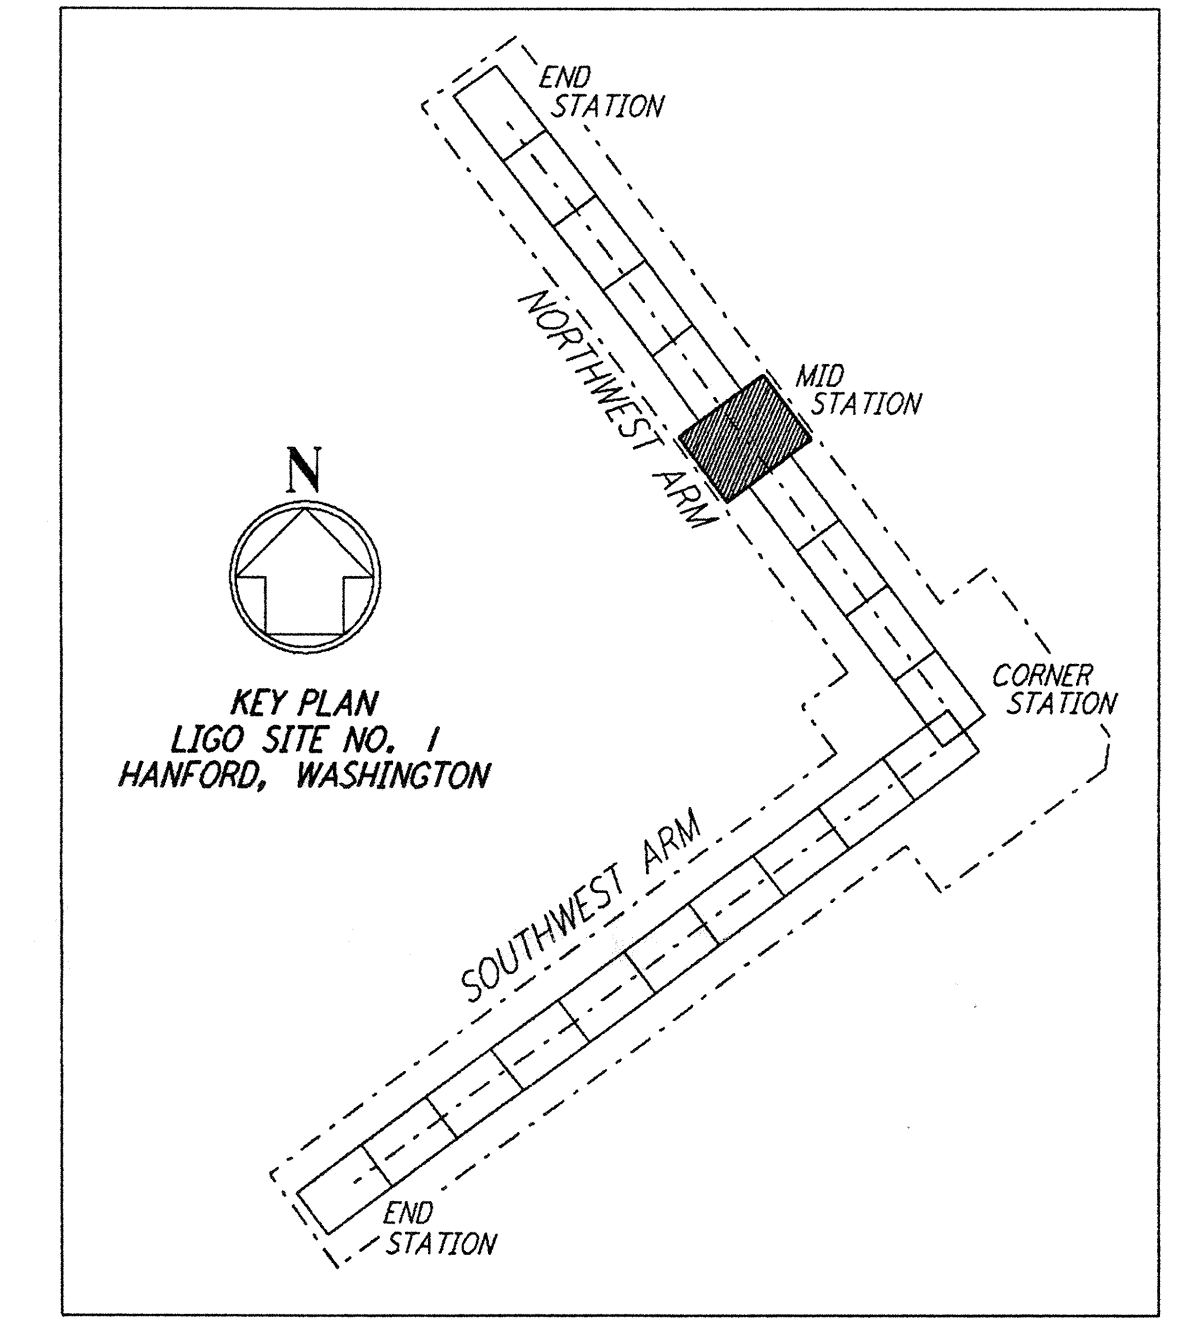 END
STATION
NORTHWEST ARM
MID
STATION
N
CORNER
STATION
KEY PLAN
LIGO SITE NO. 1
HANFORD, WASHINGTON
SOUTHWEST ARM
END
STATION